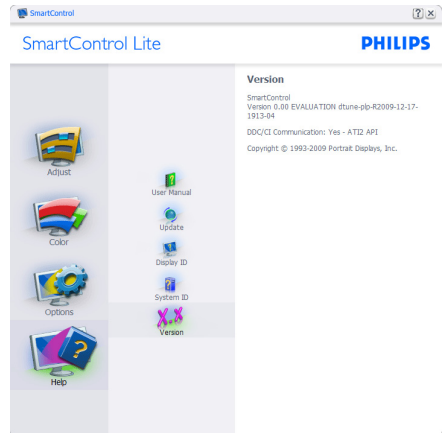 SmartControl
SmartControl Lite
PHILIPS
Adjust
Color
Options
Help
User Manual
Update
Display ID
System ID
X.X
Version
Version
SmartControl
Version 0.00 EVALUATION dtune-plp-R2009-12-17-
1913-04
DDC/CI Communication: Yes - ATI2 API
Copyright © 1993-2009 Portrait Displays, Inc.